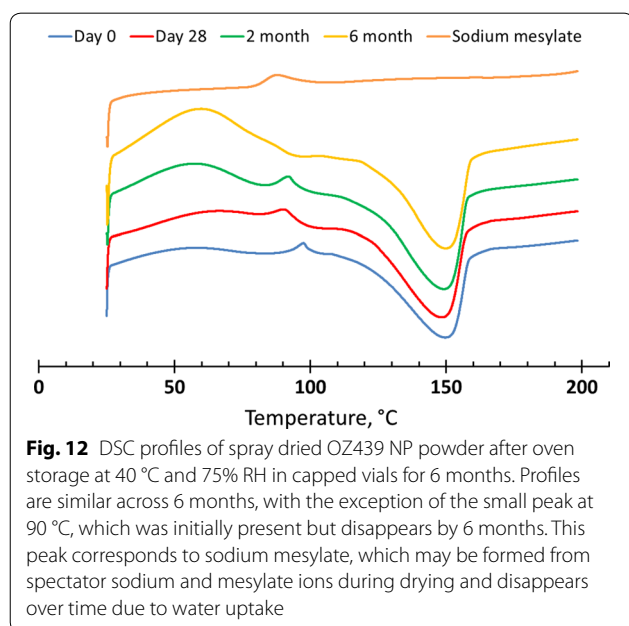 Day 0 Day 28 2 month 6 month Sodium mesylate
0 50 100 150 200
Temperature, °C
Fig. 12 DSC profiles of spray dried OZ439 NP powder after oven
storage at 40 °C and 75% RH in capped vials for 6 months. Profiles
are similar across 6 months, with the exception of the small peak at
90 °C, which was initially present but disappears by 6 months. This
peak corresponds to sodium mesylate, which may be formed from
spectator sodium and mesylate ions during drying and disappears
over time due to water uptake